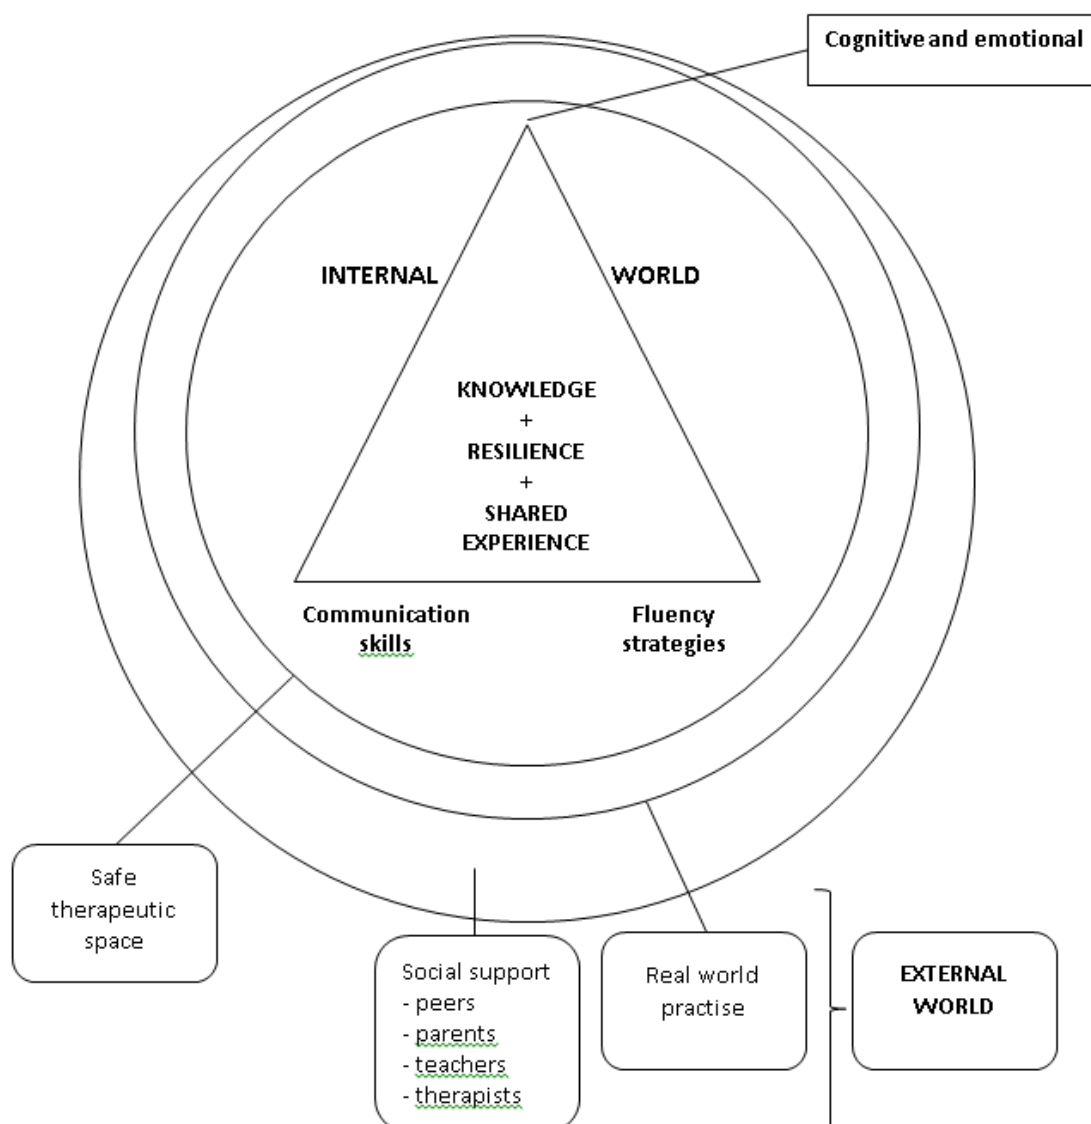 Cognitive and emotional
INTERNAL WORLD
KNOWLEDGE
+
RESILIENCE
+
SHARED
EXPERIENCE
Communication
skills
Fluency
strategies
Safe
therapeutic
space
Social support
- peers
- parents
- teachers
- therapists
Real world
practise
EXTERNAL
WORLD